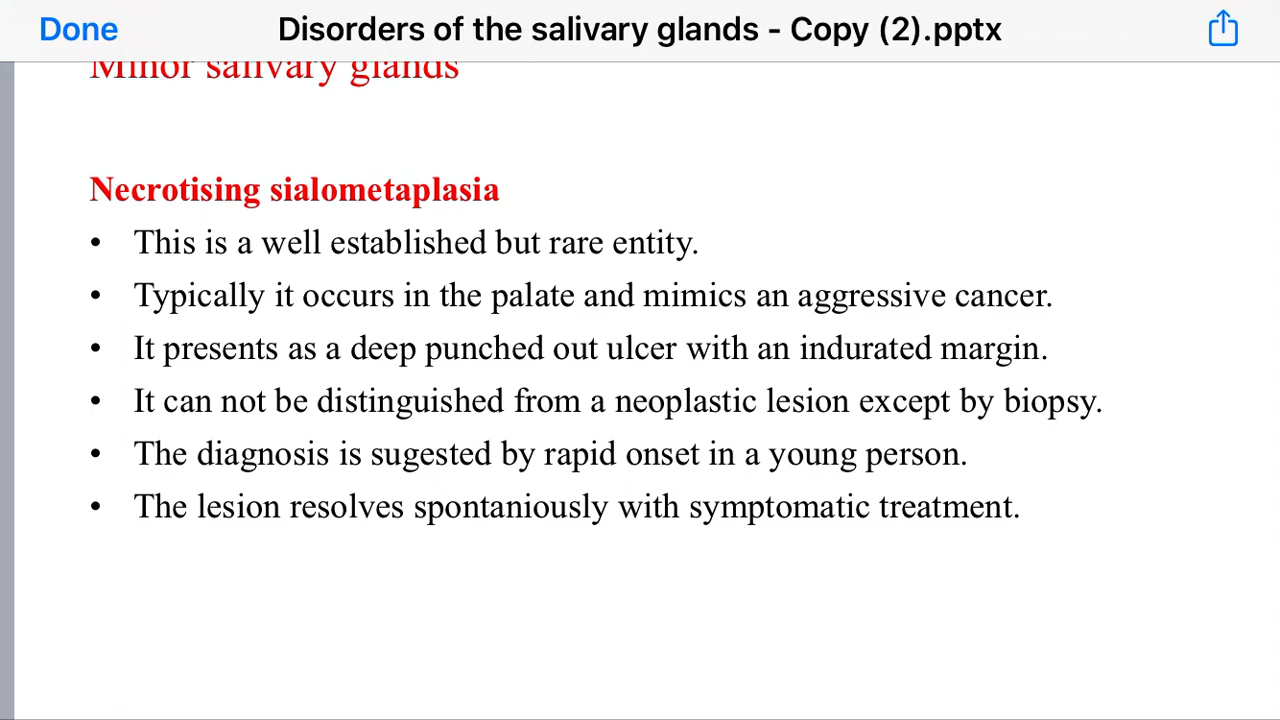 Done
Disorders of the salivary glands - Copy (2).pptx
Minor salivary glands
Necrotising sialometaplasia
• This is a well established but rare entity.
• Typically it occurs in the palate and mimics an aggressive cancer.
• It presents as a deep punched out ulcer with an indurated margin.
• It can not be distinguished from a neoplastic lesion except by biopsy.
• The diagnosis is sugested by rapid onset in a young person.
• The lesion resolves spontaniously with symptomatic treatment.